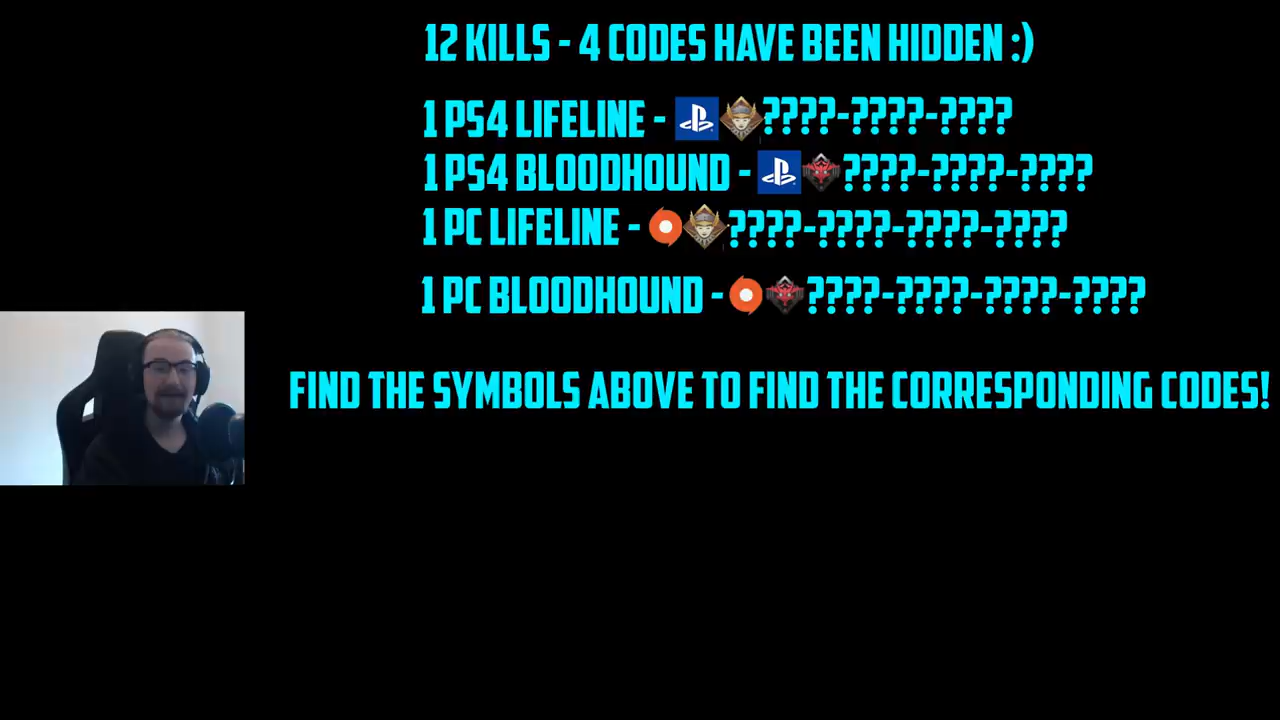 12 KILLS - 4 CODES HAVE BEEN HIDDEN :)
1 PS4 LIFELINE - ????-????-????
1 PS4 BLOODHOUND - ????-????-????
1 PC LIFELINE - ????-????-????-????
1 PC BLOODHOUND - ????-????-????-????
FIND THE SYMBOLS ABOVE TO FIND THE CORRESPONDING CODES!